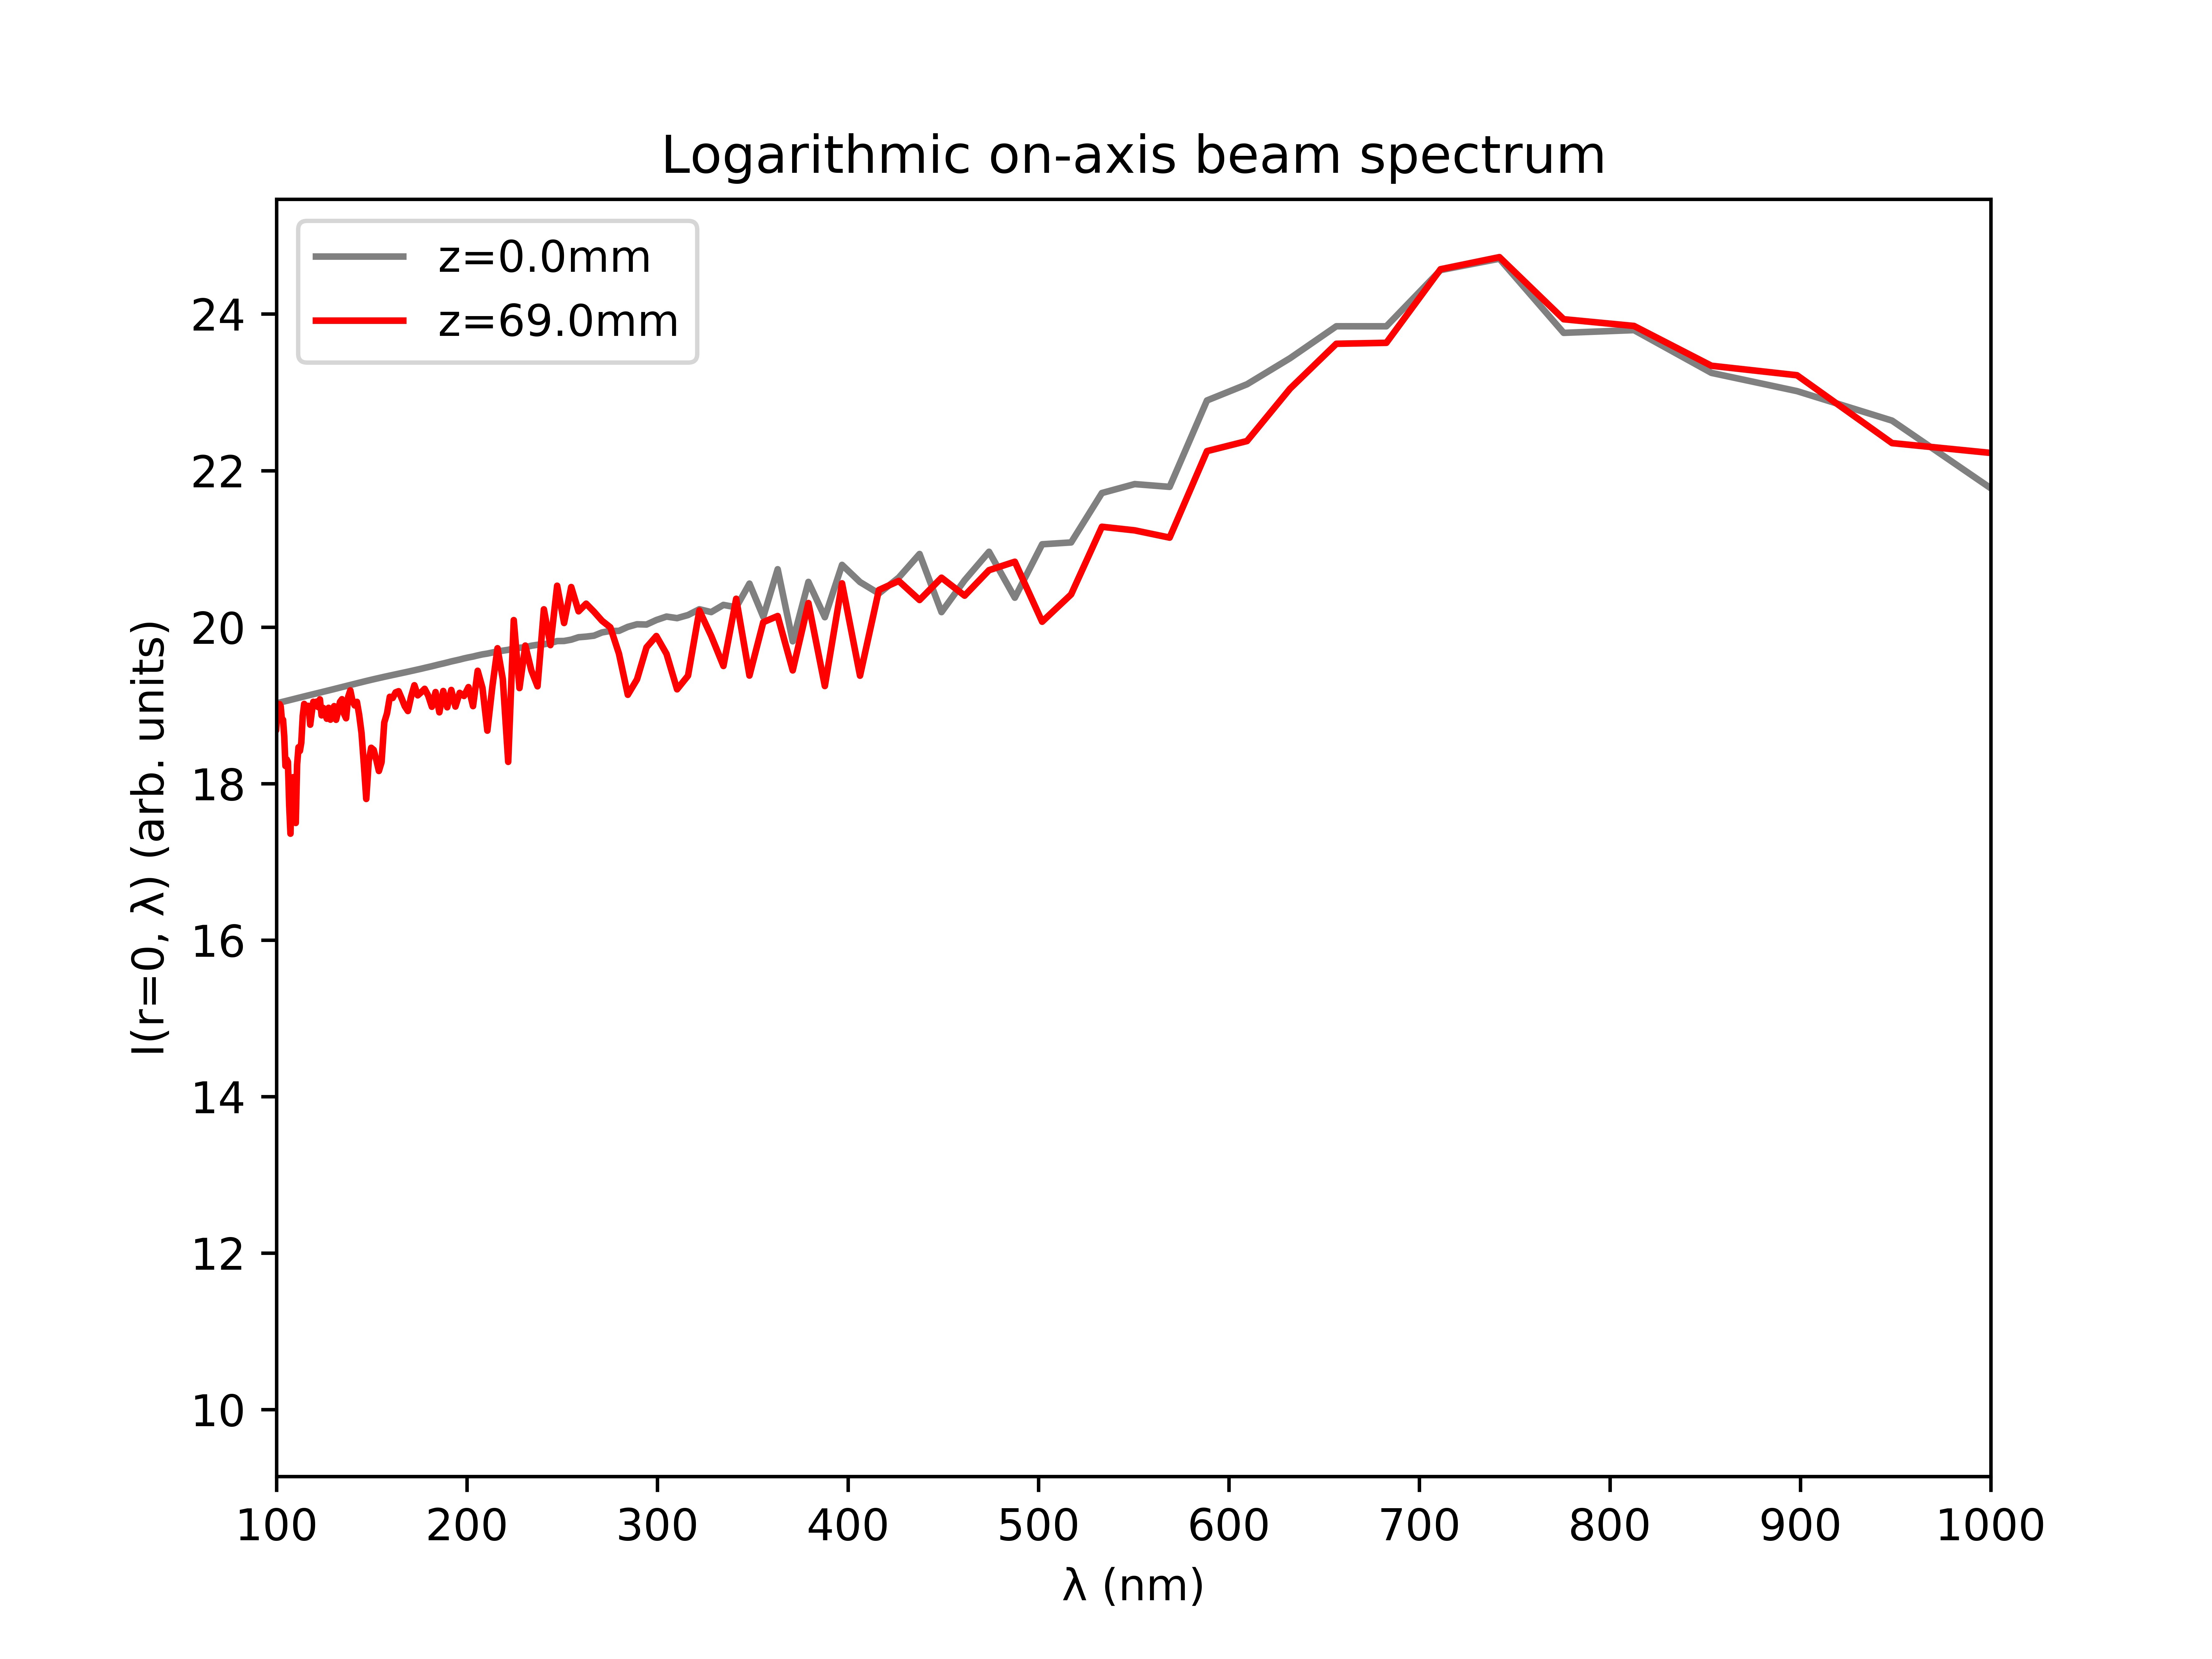 Logarithmic on-axis beam spectrum
z=0.0mm
z=69.0mm
I(r=0, λ) (arb. units)
24
22
20
18
16
14
12
10
100 200 300 400 500 600 700 800 900 1000
λ (nm)